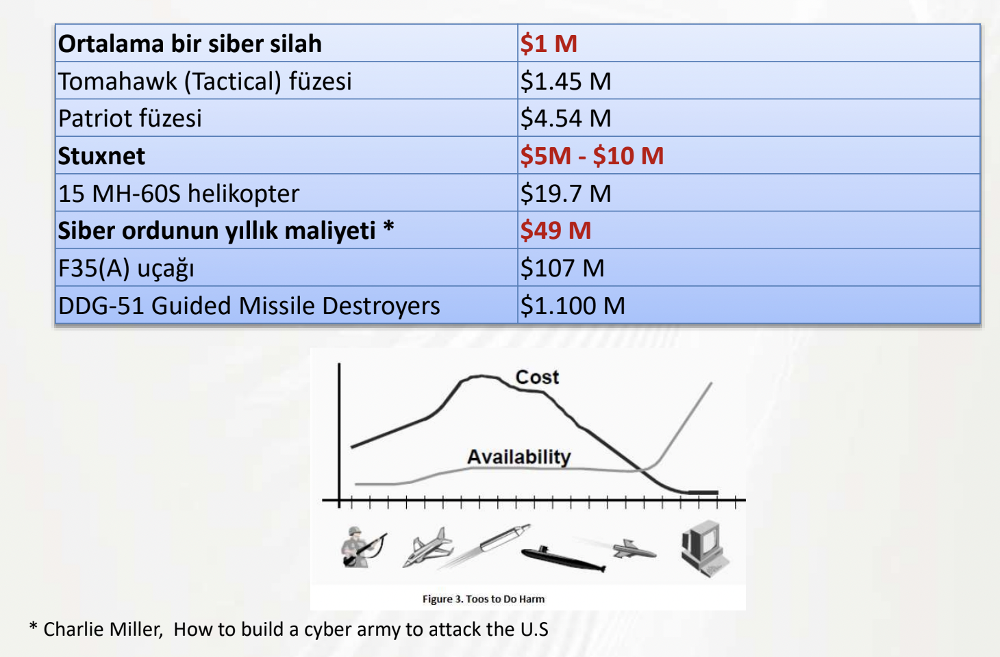 Ortalama bir siber silah $1 M
Tomahawk (Tactical) füzesi $1.45 M
Patriot füzesi $4.54 M
Stuxnet $5M - $10 M
15 MH-60S helikopter $19.7 M
Siber ordunun yıllık maliyeti * $49 M
F35(A) uçağı $107 M
DDG-51 Guided Missile Destroyers $1.100 M
Cost
Availability
Figure 3. Toos to Do Harm
* Charlie Miller, How to build a cyber army to attack the U.S